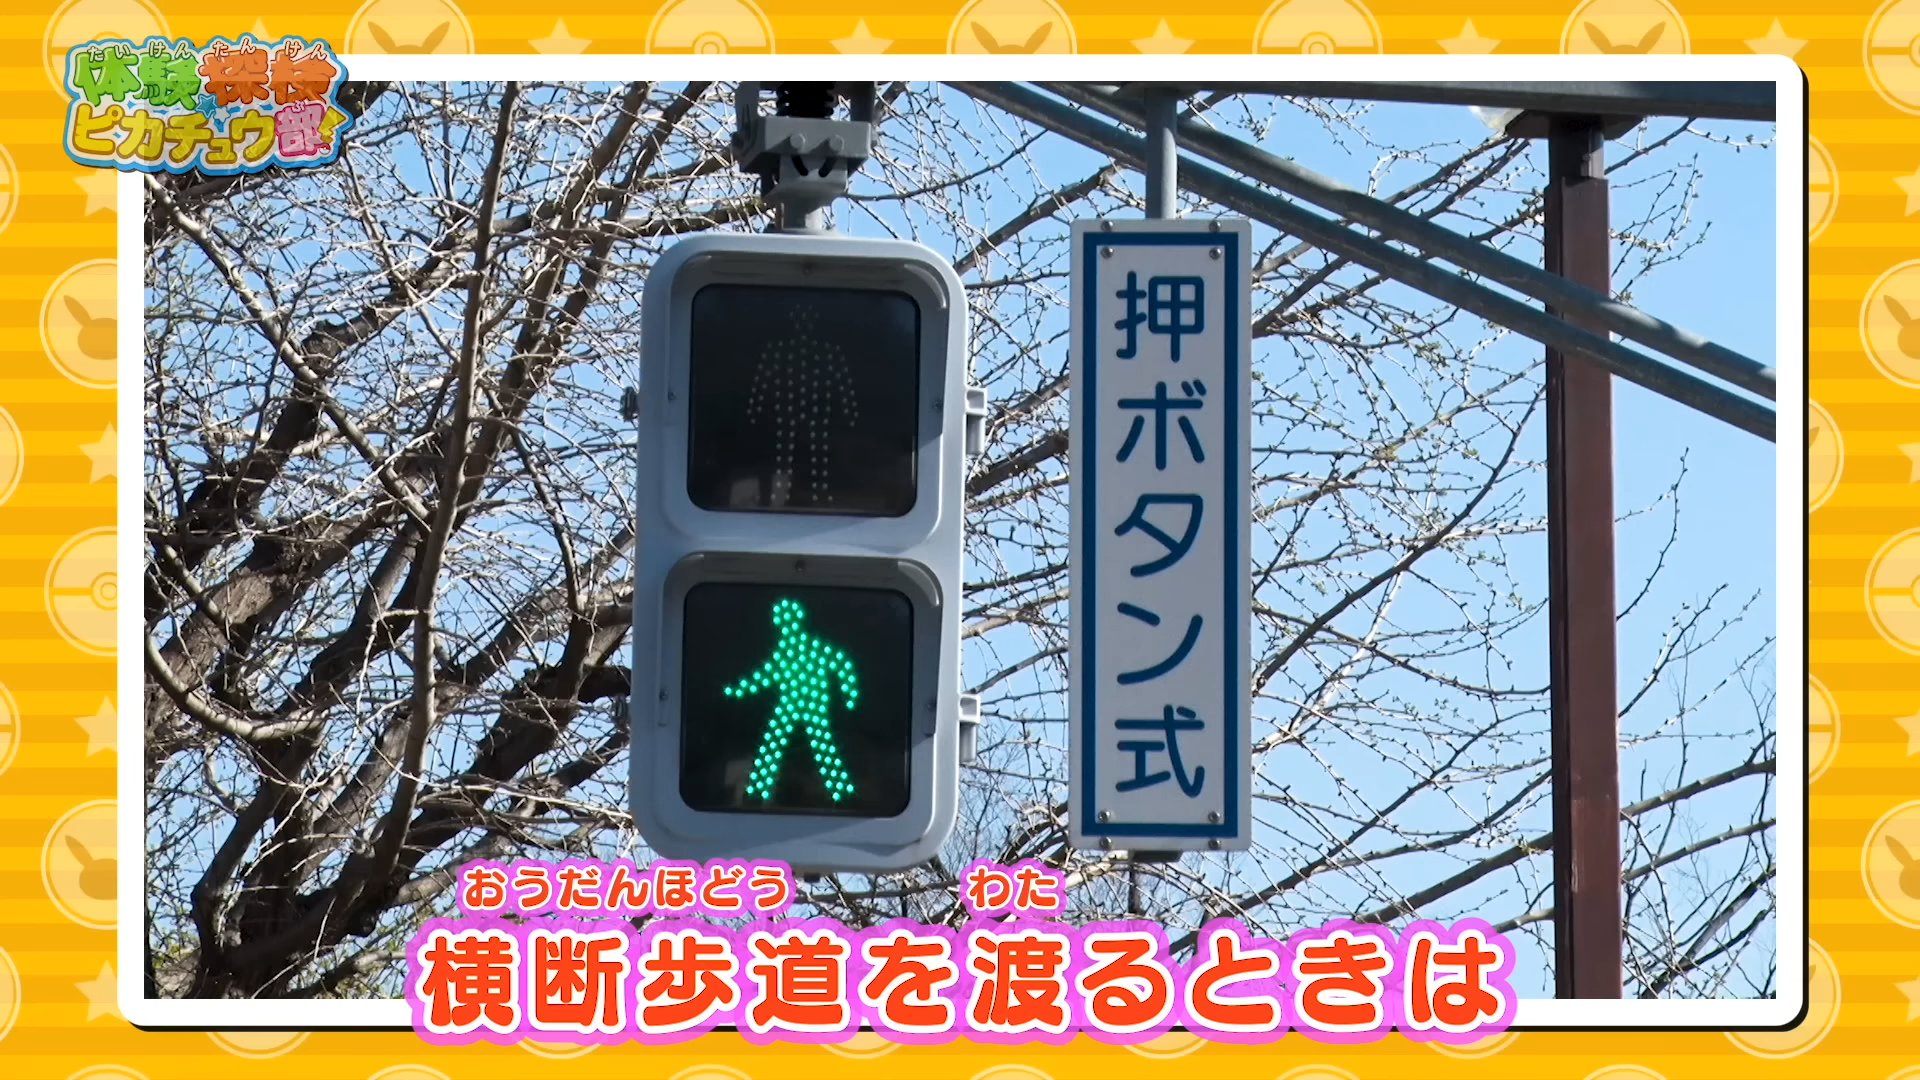 たいけんたんけん
体験探検
ピカチュウ部!
押ボタン式
おうだんほどう わた
横断歩道を渡るときは